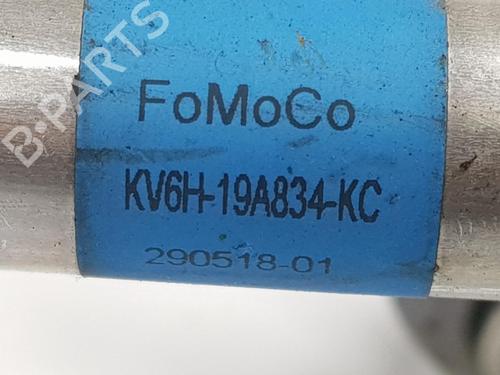 B-PARTS
FoMoCo
KV6H-19A834-KC
290518-01